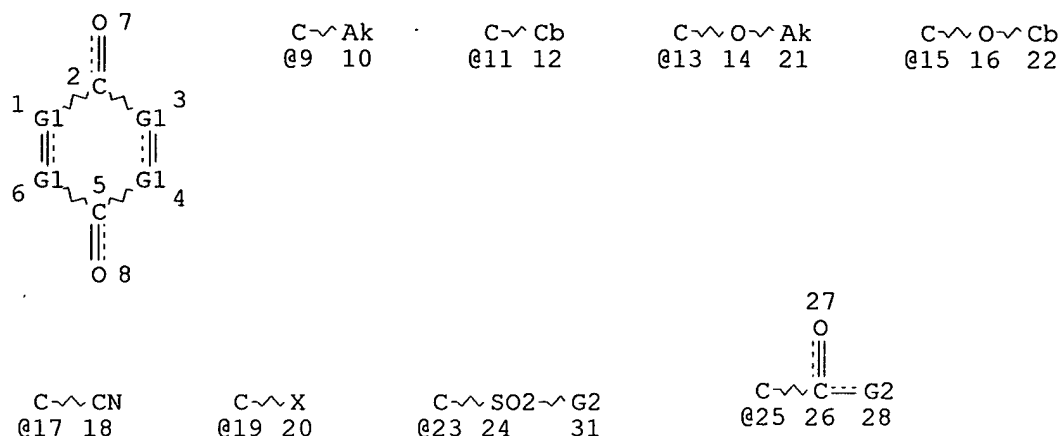 O 7
C Ak C Cb C O Ak C O Cb
@9 10 @11 12 @13 14 21 @15 16 22
2 C
1 G1 G1 3
6 G1 5 G1 4
C
O 8
27
O
C CN C X C SO2 G2 C C G2
@17 18 @19 20 @23 24 31 @25 26 28